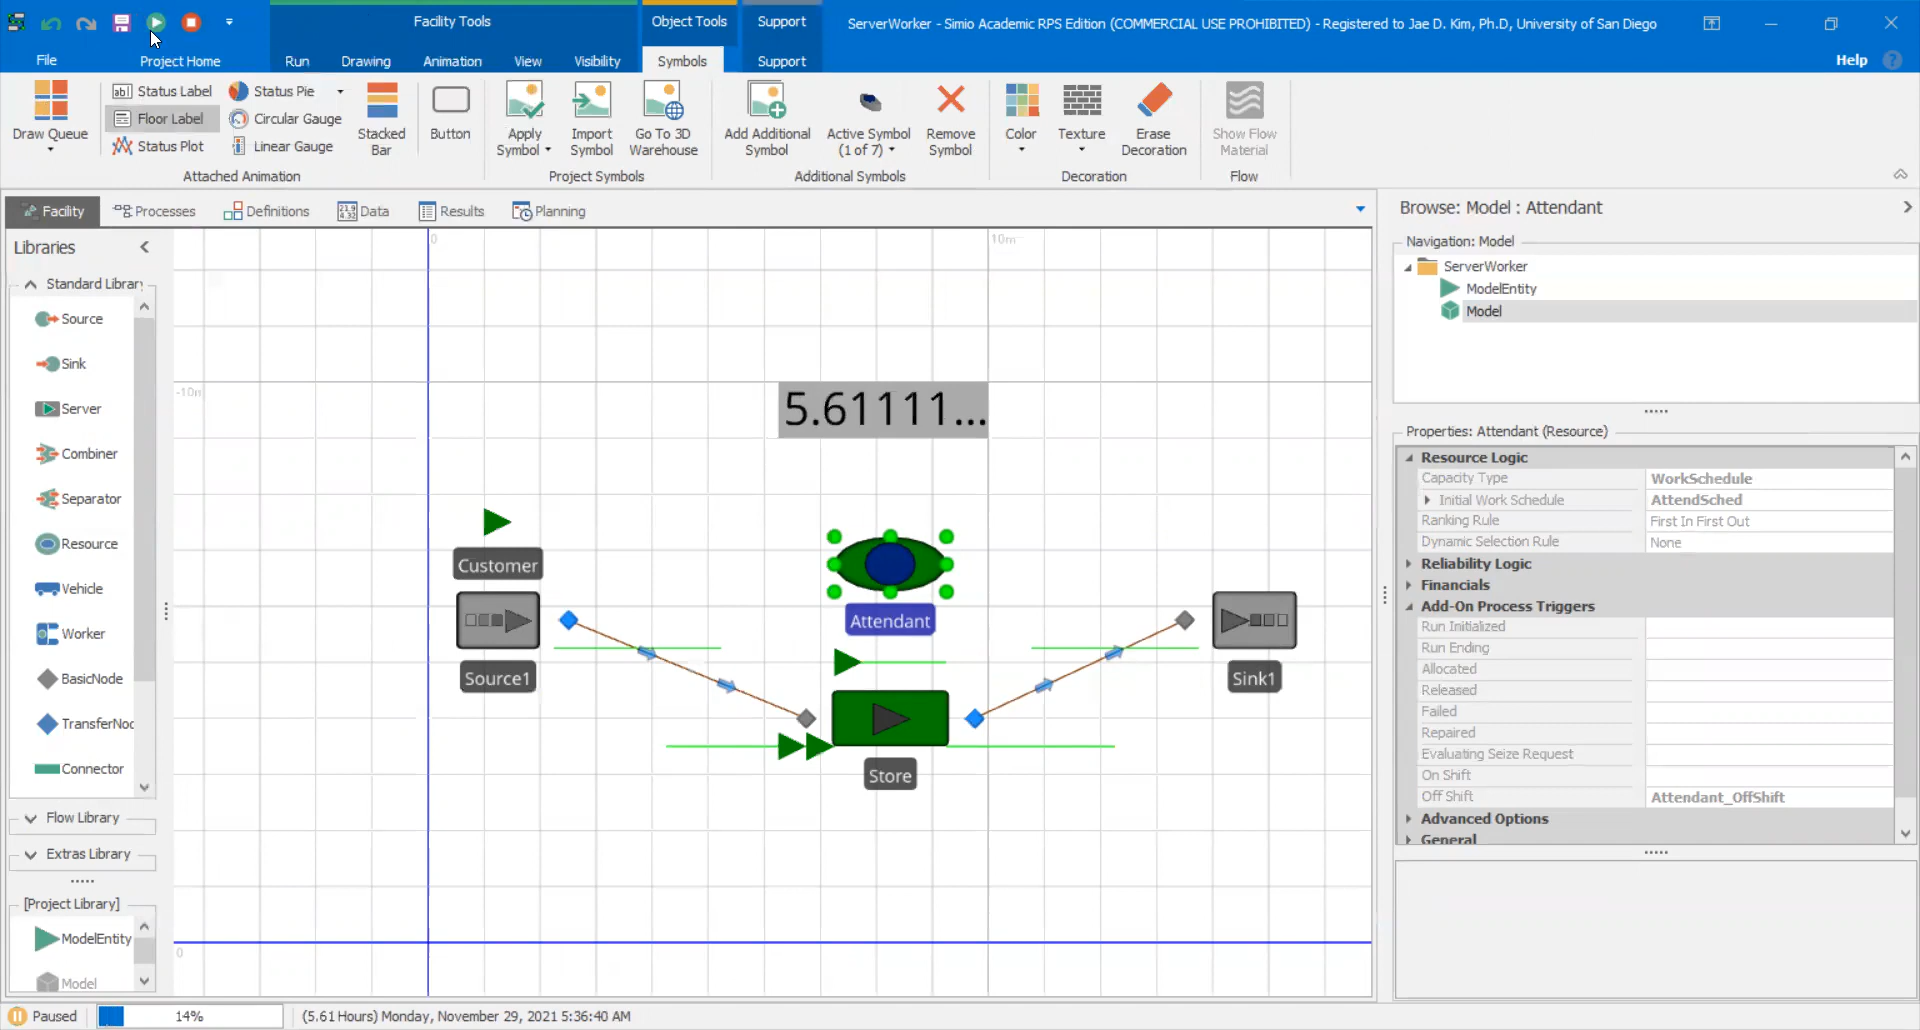 Facility Tools
Object Tools
Support
ServerWorker - Simio Academic RPS Edition (COMMERCIAL USE PROHIBITED) - Registered to Jae D. Kim, Ph.D, University of San Diego
File
Project Home
Run
Drawing
Animation
View
Visibility
Symbols
Support
Help
Draw Queue
Status Label
Floor Label
Status Plot
Status Pie
Circular Gauge
Linear Gauge
Stacked Bar
Button
Apply Symbol
Import Symbol
Go To 3D Warehouse
Add Additional Symbol
Active Symbol (1 of 7)
Remove Symbol
Color
Texture
Erase Decoration
Show Flow Material
Attached Animation
Project Symbols
Additional Symbols
Decoration
Flow
Facility
Processes
Definitions
Data
Results
Planning
Libraries
Standard Library
Source
Sink
Server
Combiner
Separator
Resource
Vehicle
Worker
BasicNode
TransferNod
Connector
Flow Library
Extras Library
[Project Library]
ModelEntity
Model
0
10m
-10m
0
5.61111...
Customer
Source1
Attendant
Store
Sink1
Browse: Model : Attendant
Navigation: Model
ServerWorker
ModelEntity
Model
Properties: Attendant (Resource)
Resource Logic
Capacity Type WorkSchedule
Initial Work Schedule AttendSched
Ranking Rule First In First Out
Dynamic Selection Rule None
Reliability Logic
Financials
Add-On Process Triggers
Run Initialized
Run Ending
Allocated
Released
Failed
Repaired
Evaluating Seize Request
On Shift
Off Shift Attendant_OffShift
Advanced Options
General
Paused
14%
(5.61 Hours) Monday, November 29, 2021 5:36:40 AM